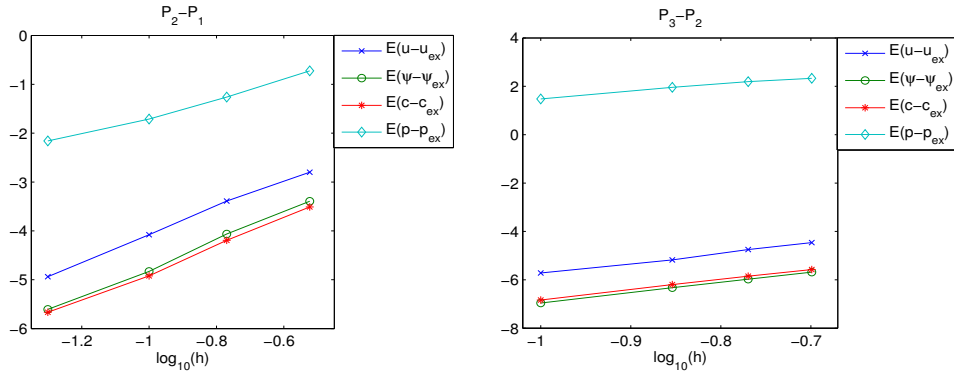 P₂−P₁
0
−1
−2
−3
−4
−5
−6
−1.2
−1
−0.8
−0.6
log₁₀(h)
E(u−uₑₓ)
E(ψ−ψₑₓ)
E(c−cₑₓ)
E(p−pₑₓ)
P₃−P₂
4
2
0
−2
−4
−6
−8
−1
−0.9
−0.8
−0.7
log₁₀(h)
E(u−uₑₓ)
E(ψ−ψₑₓ)
E(c−cₑₓ)
E(p−pₑₓ)